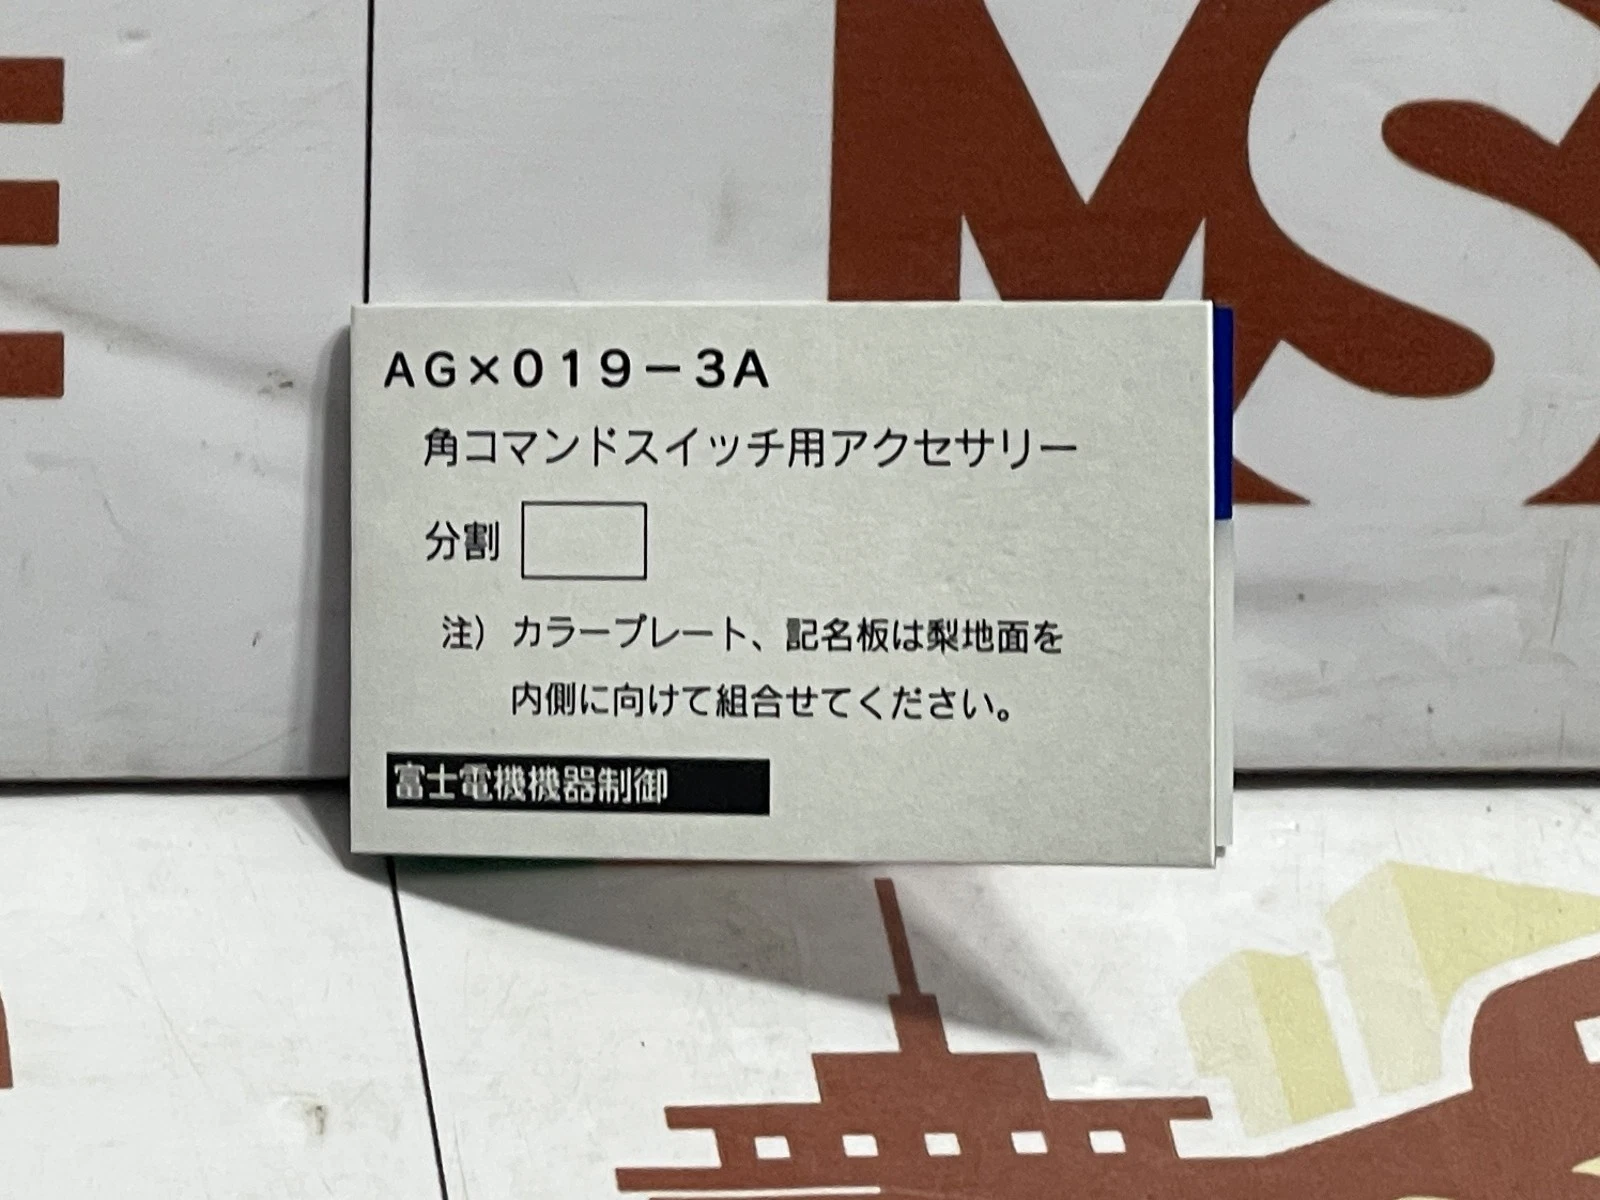 MS
AG×019−3A
角コマンドスイッチ用アクセサリー
分割
注）カラープレート、記名板は梨地面を
内側に向けて組合せてください。
富士電機機器制御